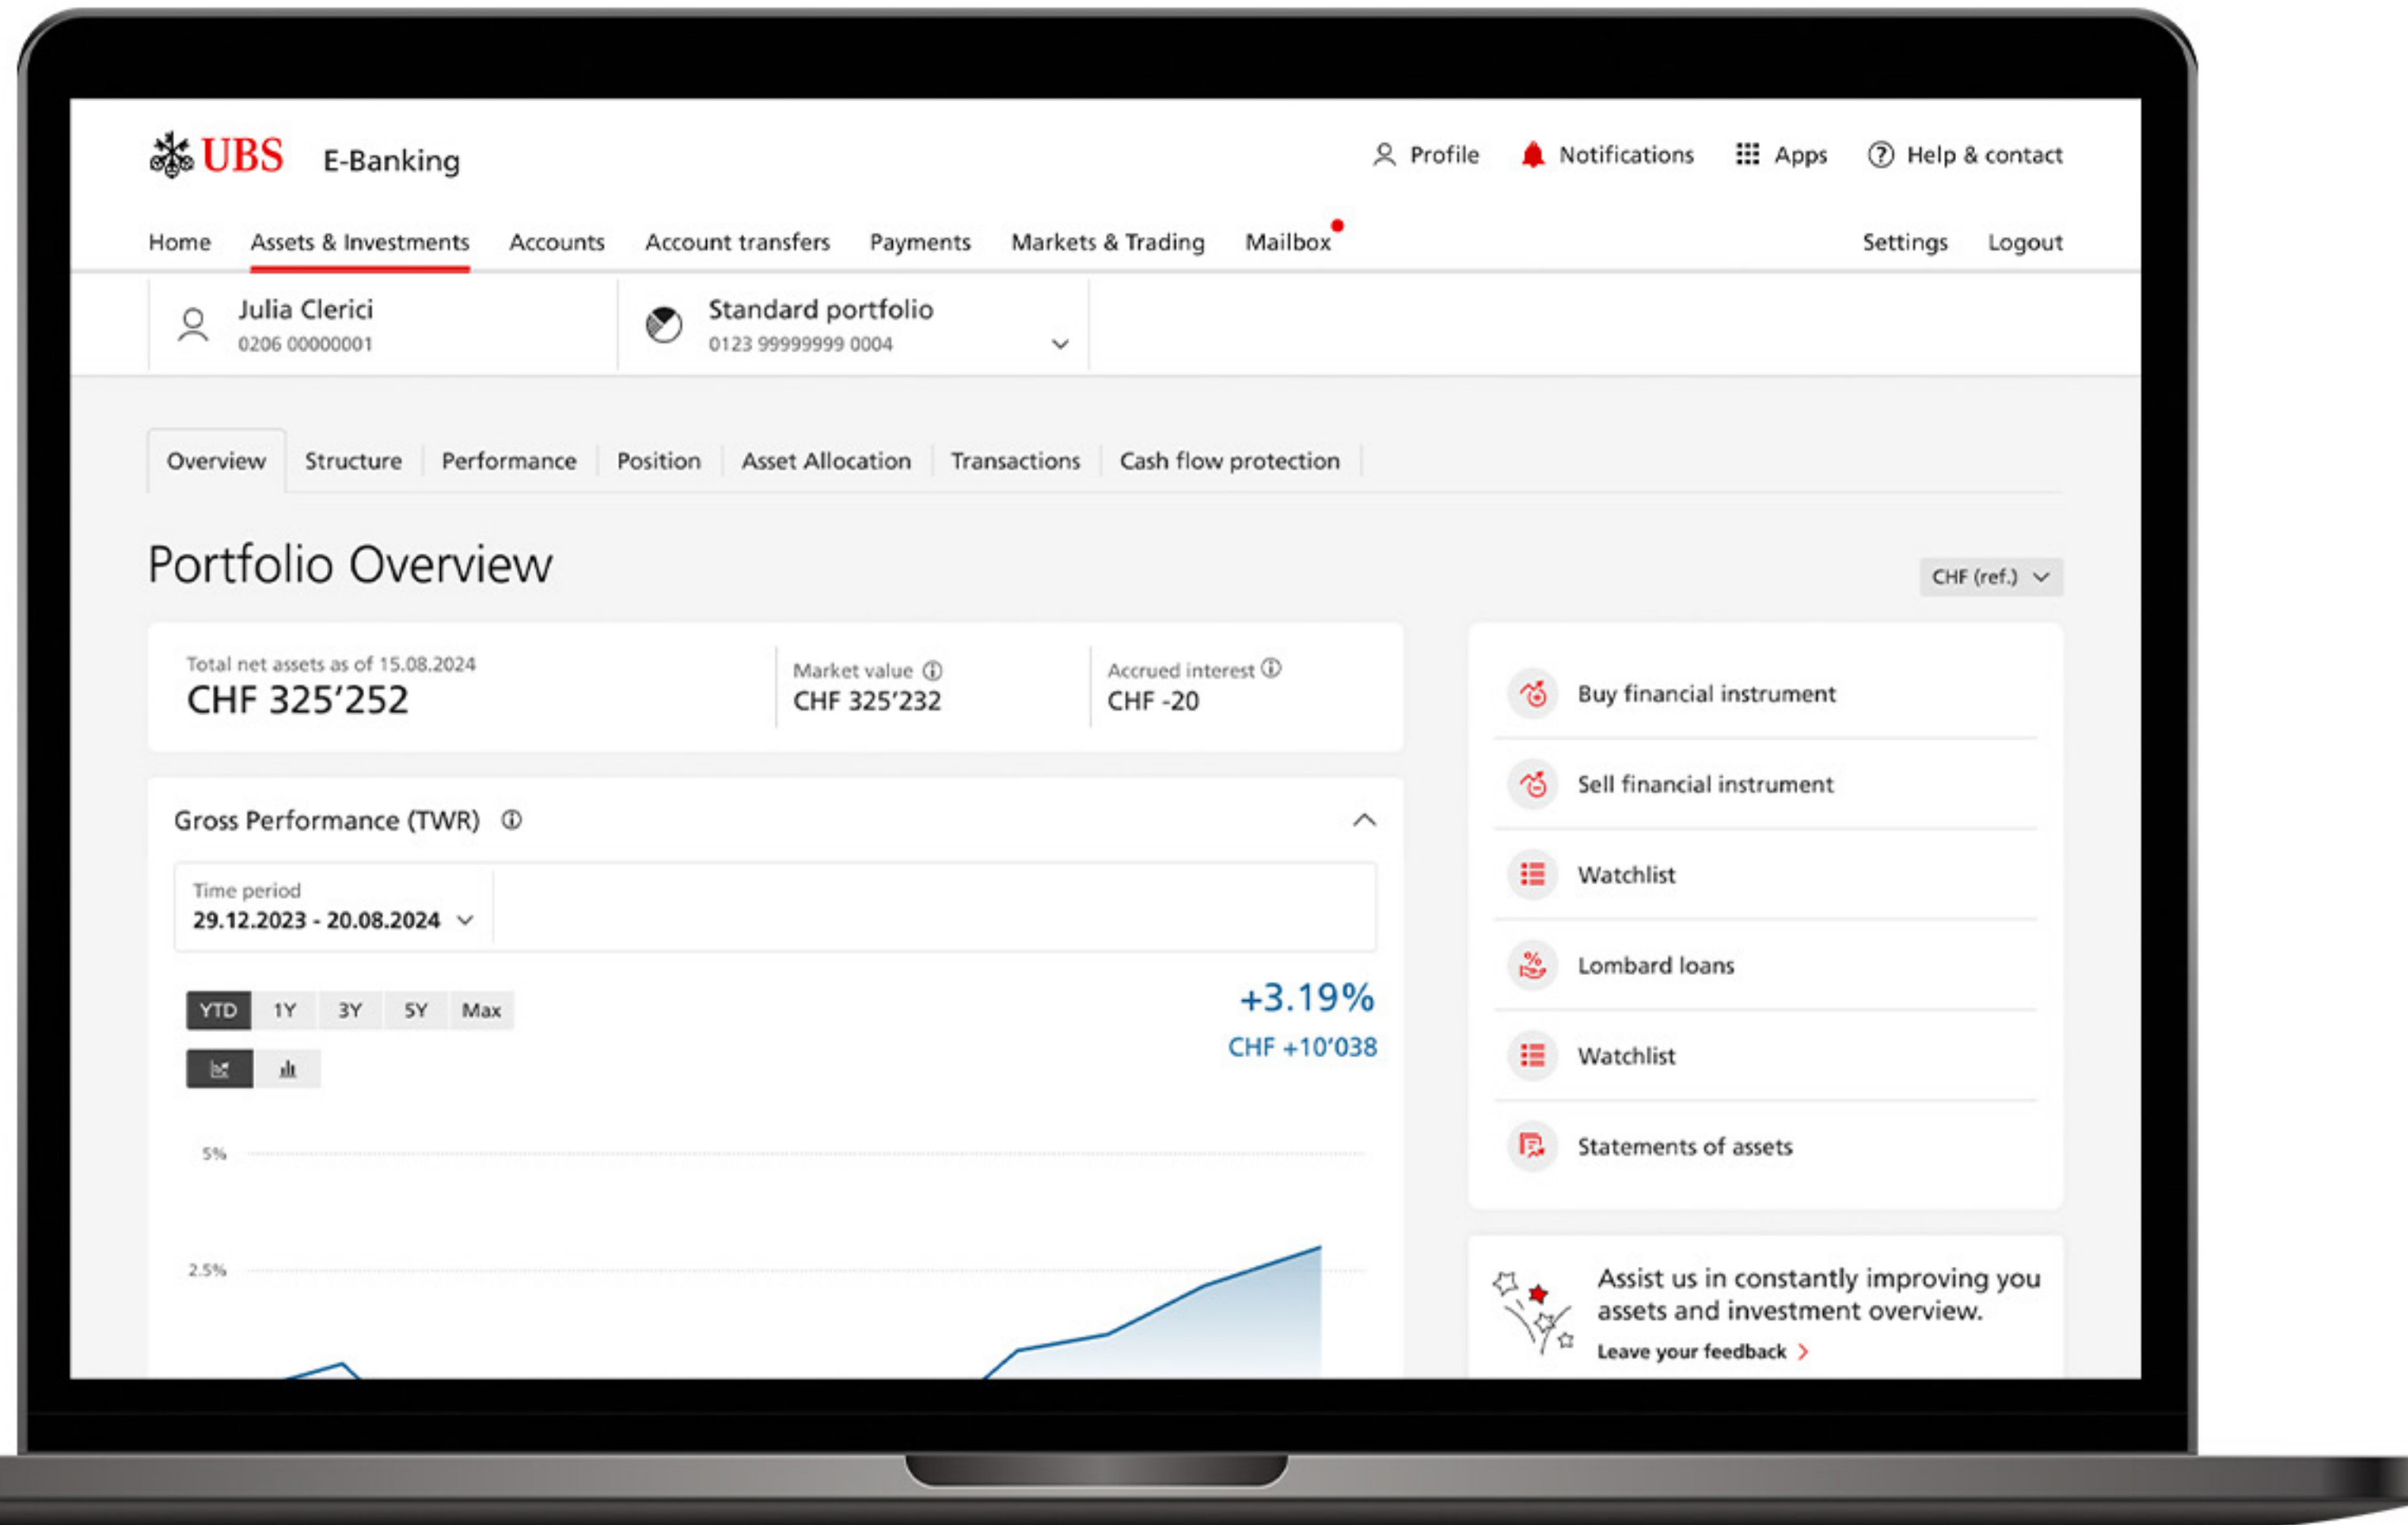 UBS E-Banking
Profile Notifications Apps Help & contact
Home Assets & Investments Accounts Account transfers Payments Markets & Trading Mailbox Settings Logout
Julia Clerici
0206 00000001
Standard portfolio
0123 99999999 0004
Overview Structure Performance Position Asset Allocation Transactions Cash flow protection
Portfolio Overview
CHF (ref.)
Total net assets as of 15.08.2024
CHF 325’252
Market value
CHF 325’232
Accrued interest
CHF -20
Gross Performance (TWR)
Time period
29.12.2023 - 20.08.2024
YTD 1Y 3Y 5Y Max
+3.19%
CHF +10’038
5%
2.5%
Buy financial instrument
Sell financial instrument
Watchlist
Lombard loans
Watchlist
Statements of assets
Assist us in constantly improving you
assets and investment overview.
Leave your feedback